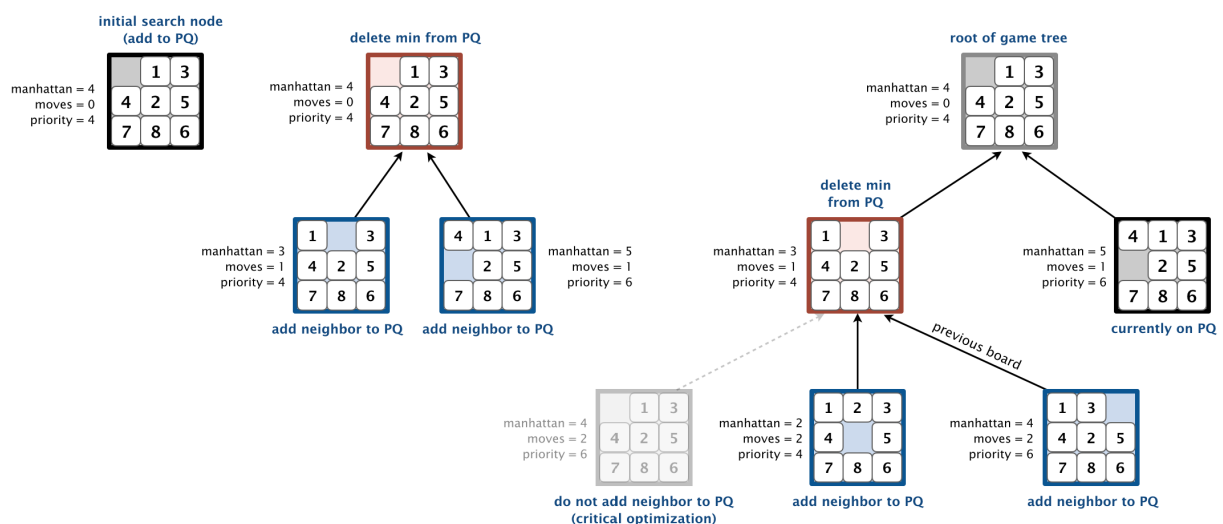 initial search node
(add to PQ)
manhattan = 4
moves = 0
priority = 4
1 3
4 2 5
7 8 6
delete min from PQ
manhattan = 4
moves = 0
priority = 4
1 3
4 2 5
7 8 6
manhattan = 3
moves = 1
priority = 4
1 3
4 2 5
7 8 6
add neighbor to PQ
4 1 3
2 5
7 8 6
manhattan = 5
moves = 1
priority = 6
add neighbor to PQ
root of game tree
manhattan = 4
moves = 0
priority = 4
1 3
4 2 5
7 8 6
delete min
from PQ
manhattan = 3
moves = 1
priority = 4
1 3
4 2 5
7 8 6
manhattan = 5
moves = 1
priority = 6
4 1 3
2 5
7 8 6
currently on PQ
previous board
manhattan = 4
moves = 2
priority = 6
1 3
4 2 5
7 8 6
do not add neighbor to PQ
(critical optimization)
manhattan = 2
moves = 2
priority = 4
1 2 3
4 5
7 8 6
add neighbor to PQ
manhattan = 4
moves = 2
priority = 6
1 3
4 2 5
7 8 6
add neighbor to PQ